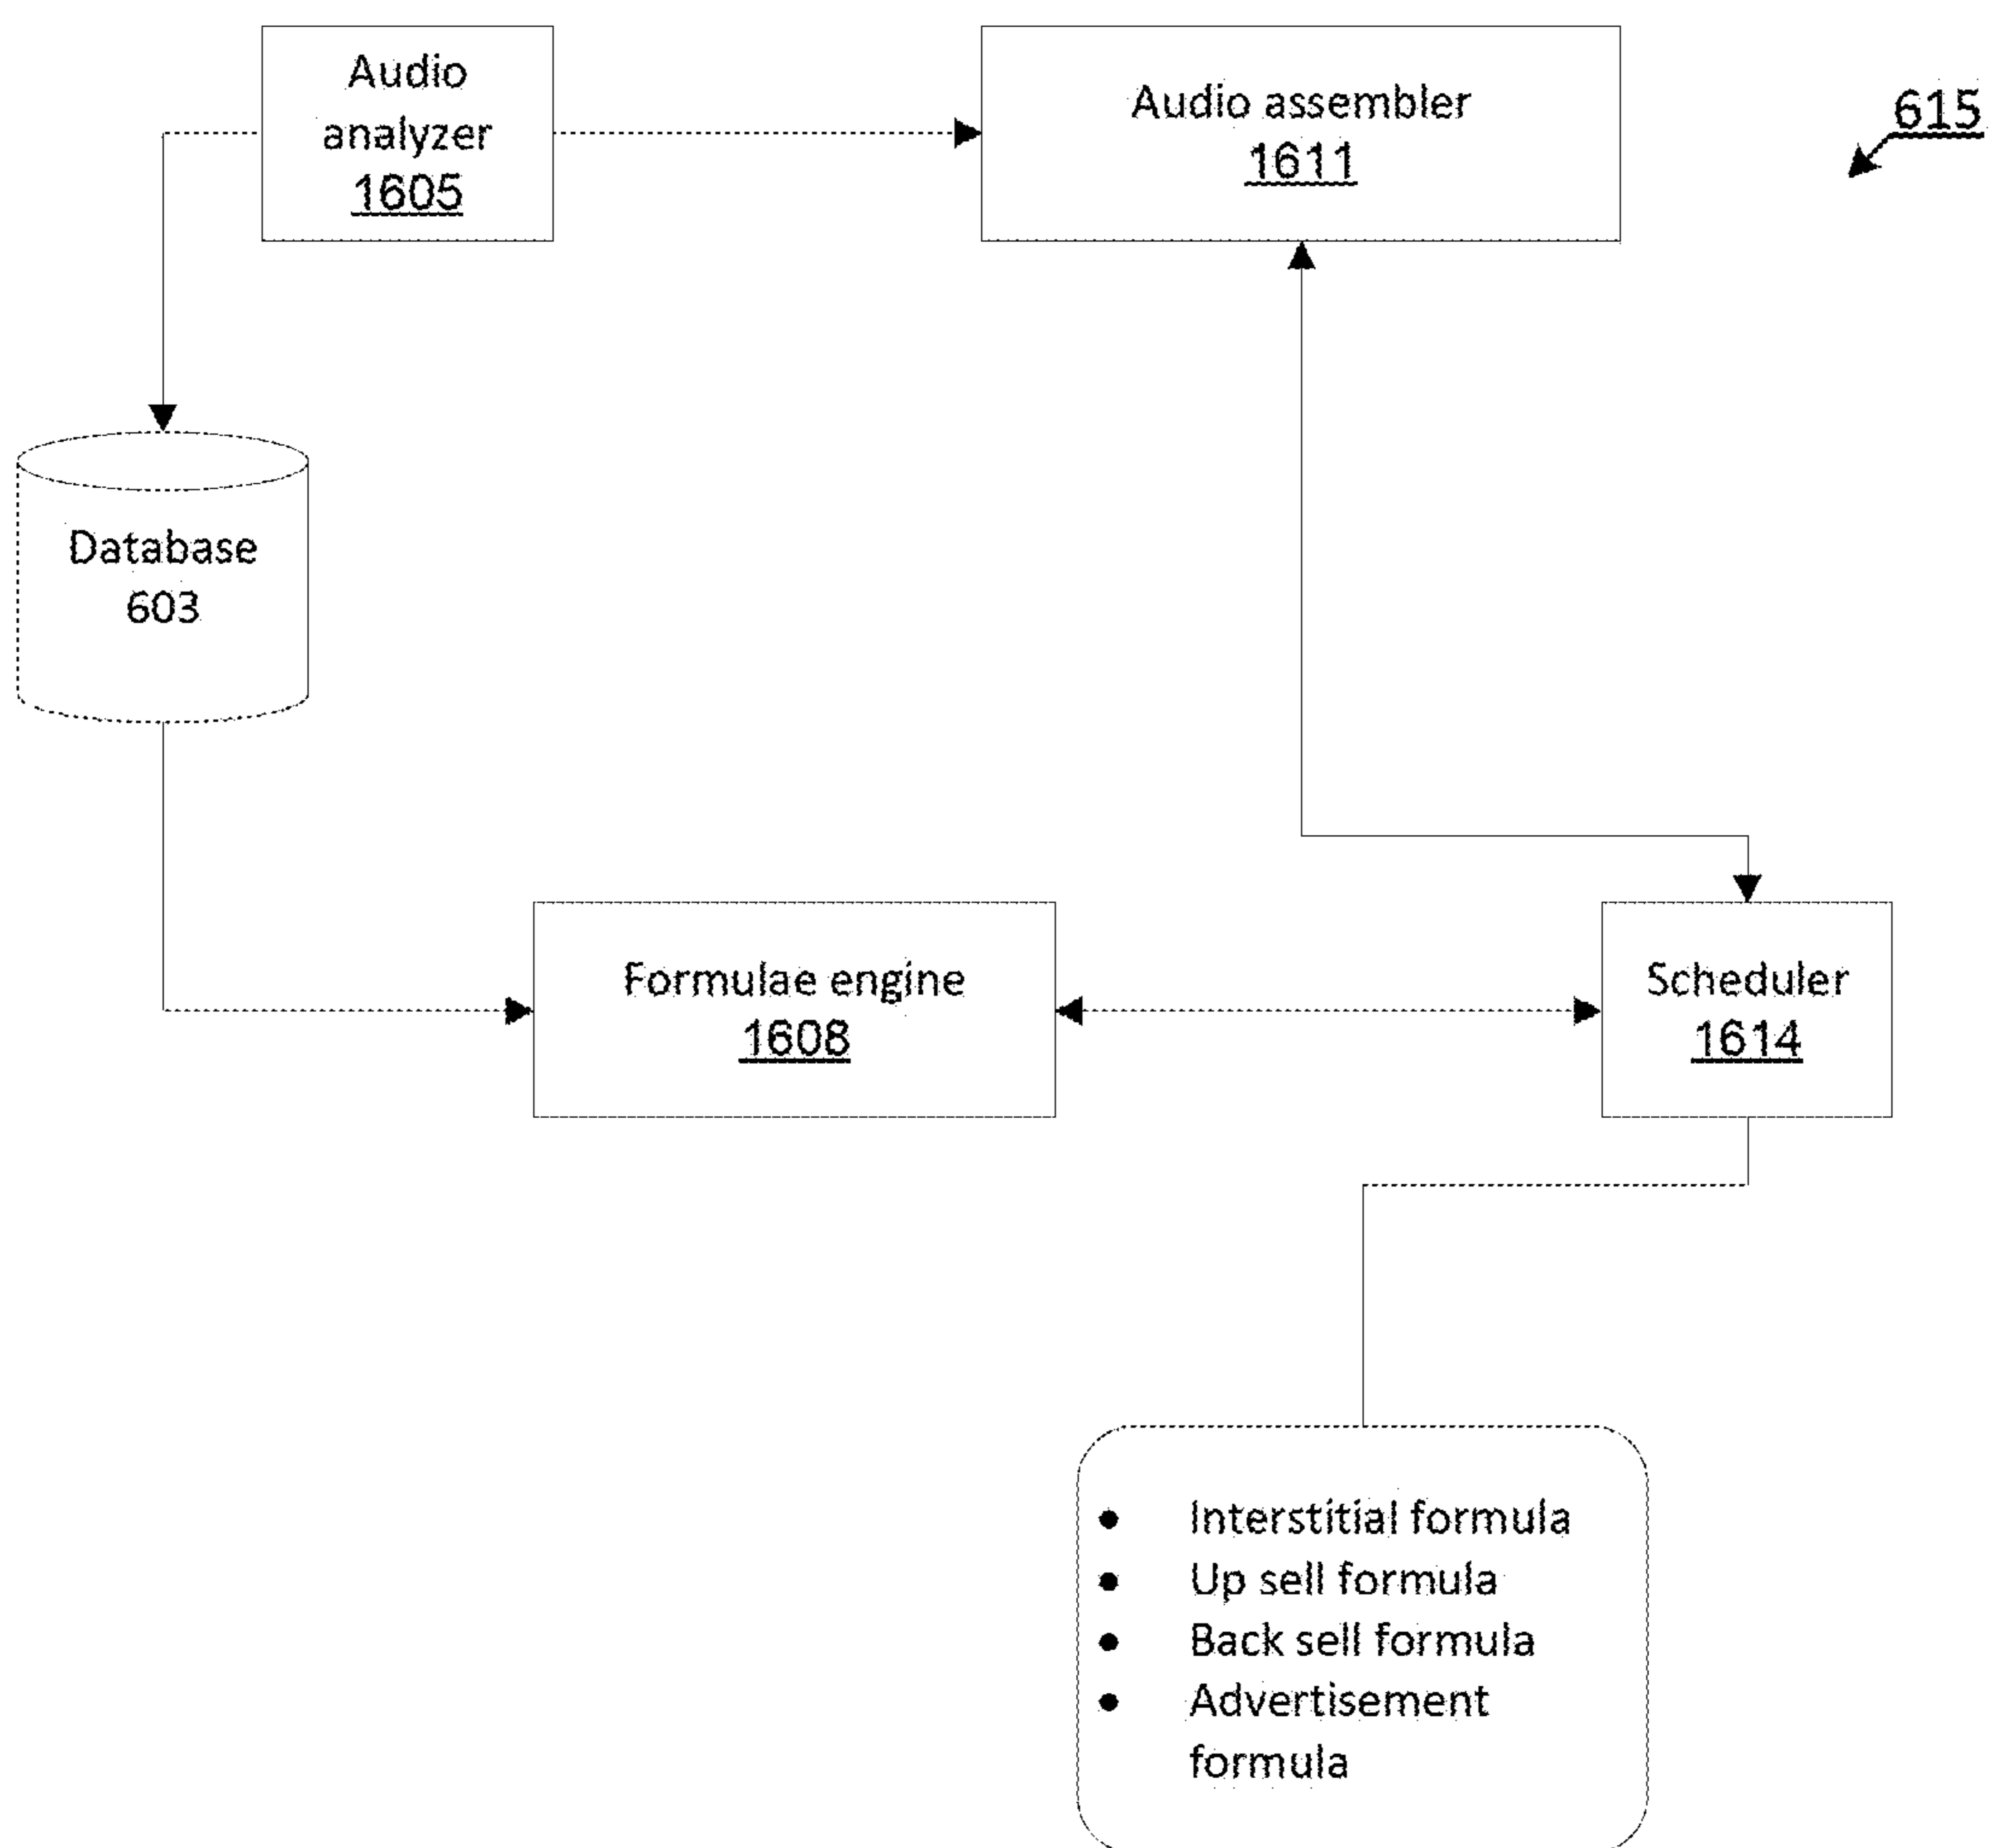 Audio
analyzer
1605
Audio assembler
1611
615
Database
603
Formulae engine
1608
Scheduler
1614
• Interstitial formula
• Up sell formula
• Back sell formula
• Advertisement
formula